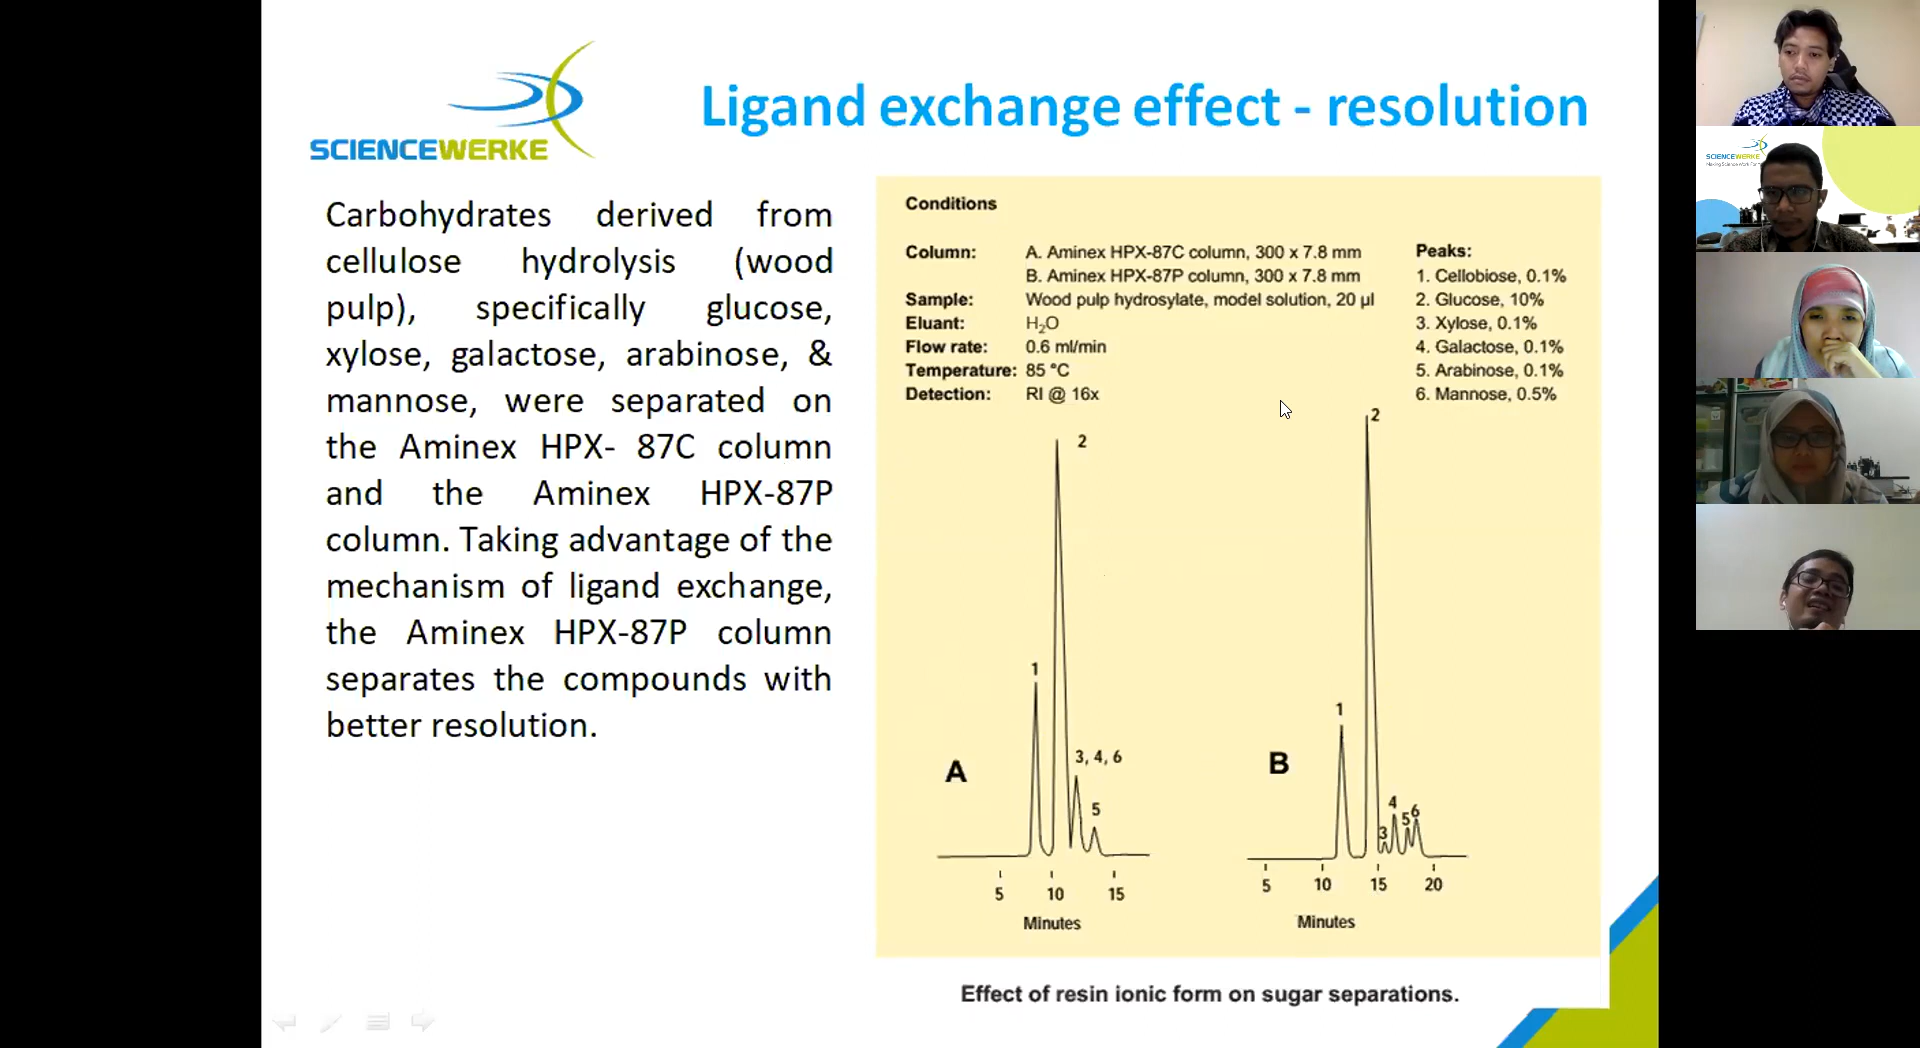 SCIENCEWERKE
Ligand exchange effect - resolution
Carbohydrates derived from
cellulose hydrolysis (wood
pulp), specifically glucose,
xylose, galactose, arabinose, &
mannose, were separated on
the Aminex HPX- 87C column
and the Aminex HPX-87P
column. Taking advantage of the
mechanism of ligand exchange,
the Aminex HPX-87P column
separates the compounds with
better resolution.
Conditions
Column: A. Aminex HPX-87C column, 300 x 7.8 mm
B. Aminex HPX-87P column, 300 x 7.8 mm
Sample: Wood pulp hydrosylate, model solution, 20 µl
Eluant: H₂O
Flow rate: 0.6 ml/min
Temperature: 85 °C
Detection: RI @ 16x
Peaks:
1. Cellobiose, 0.1%
2. Glucose, 10%
3. Xylose, 0.1%
4. Galactose, 0.1%
5. Arabinose, 0.1%
6. Mannose, 0.5%
A
1
2
3, 4, 6
5
5 10 15
Minutes
B
1
2
3
4
5
6
5 10 15 20
Minutes
Effect of resin ionic form on sugar separations.
SCIENCEWERKE